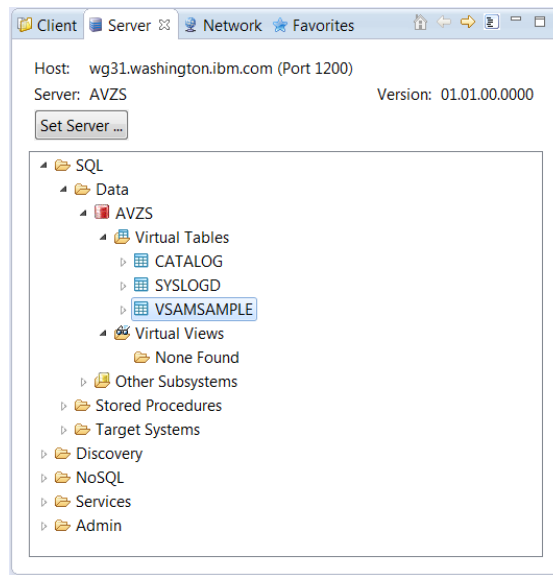 Client Server Network Favorites
Host: wg31.washington.ibm.com (Port 1200)
Server: AVZS Version: 01.01.00.0000
Set Server ...
SQL
Data
AVZS
Virtual Tables
CATALOG
SYSLOGD
VSAMSAMPLE
Virtual Views
None Found
Other Subsystems
Stored Procedures
Target Systems
Discovery
NoSQL
Services
Admin